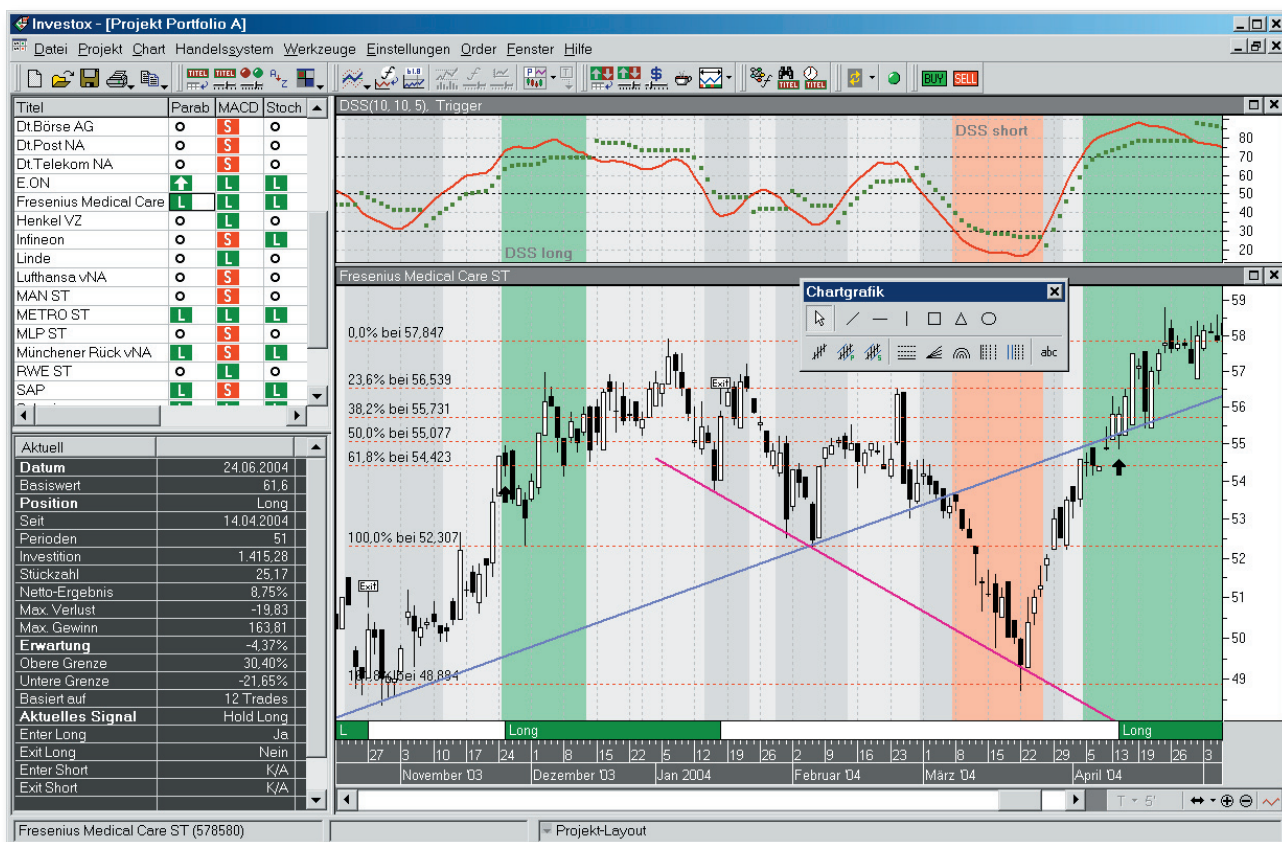 Investox - [Projekt Portfolio A]
Datei Projekt Chart Handelssystem Werkzeuge Einstellungen Order Fenster Hilfe
TITEL TITEL TITEL TITEL BUY SELL
Titel Parab MACD Stoch
Dt.Börse AG S
Dt.Post NA S
Dt.Telekom NA S
E.ON L L
Fresenius Medical Care L L L
Henkel VZ L
Infineon S L
Linde L
Lufthansa vNA S
MAN ST S
METRO ST L L L
MLP ST S
Münchener Rück vNA L S L
RWE ST L
SAP L S L
Aktuell
Datum 24.06.2004
Basiswert 61,6
Position Long
Seit 14.04.2004
Perioden 51
Investition 1.415,28
Stückzahl 25,17
Netto-Ergebnis 8,75%
Max. Verlust -19,83
Max. Gewinn 163,81
Erwartung -4,37%
Obere Grenze 30,40%
Untere Grenze -21,65%
Basiert auf 12 Trades
Aktuelles Signal Hold Long
Enter Long Ja
Exit Long Nein
Enter Short K/A
Exit Short K/A
DSS(10, 10, 5), Trigger
DSS short
DSS long
80
70
60
50
40
30
20
Fresenius Medical Care ST
Chartgrafik
abc
0,0% bei 57,847
23,6% bei 56,539
38,2% bei 55,731
50,0% bei 55,077
61,8% bei 54,423
100,0% bei 52,307
bei 48,884
Exit
Exit
59
58
57
56
55
54
53
52
51
50
49
L Long Long
27 3 10 17 24 1 8 15 22 5 12 19 26 2 9 16 23 1 8 15 22 29 5 13 19 26 3
November '03 Dezember '03 Jan 2004 Februar '04 März '04 April '04
T 5'
Fresenius Medical Care ST (578580) Projekt-Layout